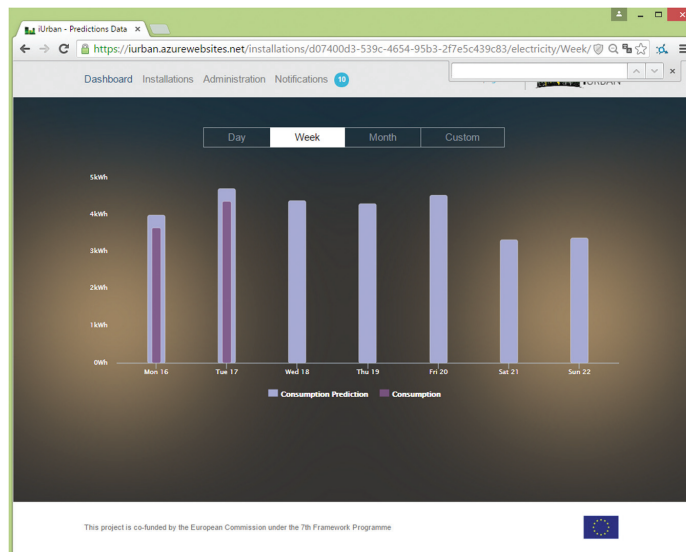 iUrban - Predictions Data
https://iurban.azurewebsites.net/installations/d07400d3-539c-4654-95b3-2f7e5c439c83/electricity/Week/
Dashboard Installations Administration Notifications 10
Day Week Month Custom
5kWh
4kWh
3kWh
2kWh
1kWh
0Wh
Mon 16 Tue 17 Wed 18 Thu 19 Fri 20 Sat 21 Sun 22
Consumption Prediction Consumption
This project is co-funded by the European Commission under the 7th Framework Programme